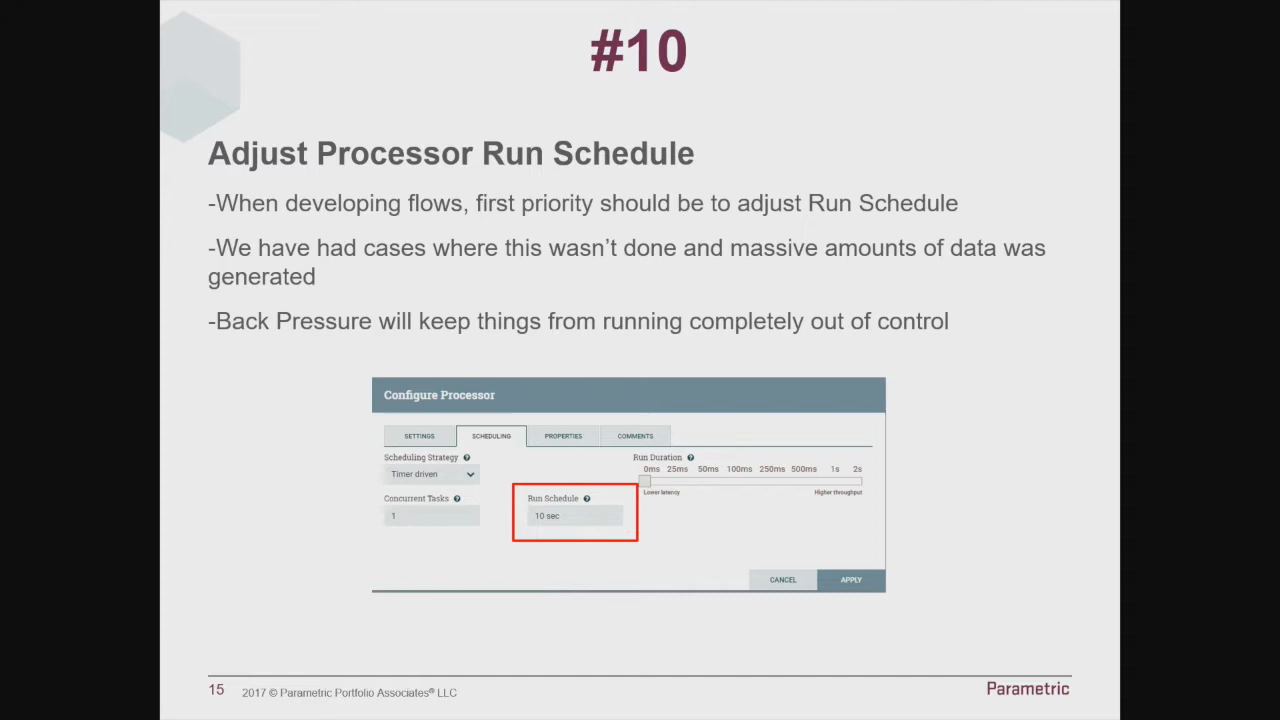 #10
Adjust Processor Run Schedule
-When developing flows, first priority should be to adjust Run Schedule
-We have had cases where this wasn’t done and massive amounts of data was
generated
-Back Pressure will keep things from running completely out of control
Configure Processor
SETTINGS SCHEDULING PROPERTIES COMMENTS
Scheduling Strategy ? Run Duration ?
Timer driven 0ms 25ms 50ms 100ms 250ms 500ms 1s 2s
Lower latency Higher throughput
Concurrent Tasks ? Run Schedule ?
1 10 sec
CANCEL APPLY
15 2017 © Parametric Portfolio Associates® LLC Parametric